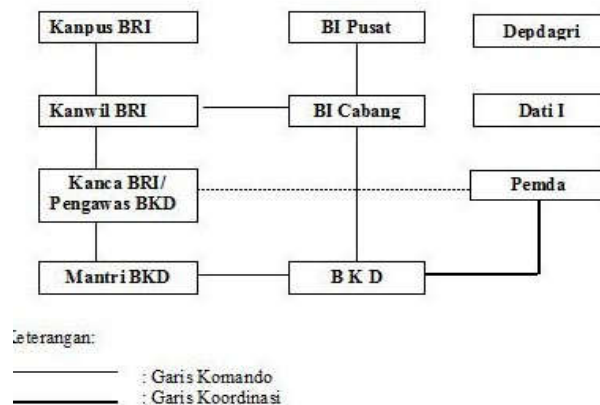 Kanpus BRI
BI Pusat
Depdagri
Kanwil BRI
BI Cabang
Dati I
Kanca BRI/
Pengawas BKD
Pemda
Mantri BKD
B K D
eterangan:
: Garis Komando
: Garis Koordinasi